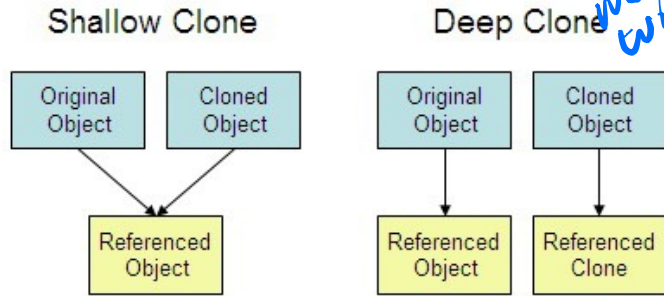 Shallow Clone
Deep Clone
Original
Object
Cloned
Object
Original
Object
Cloned
Object
Referenced
Object
Referenced
Object
Referenced
Clone